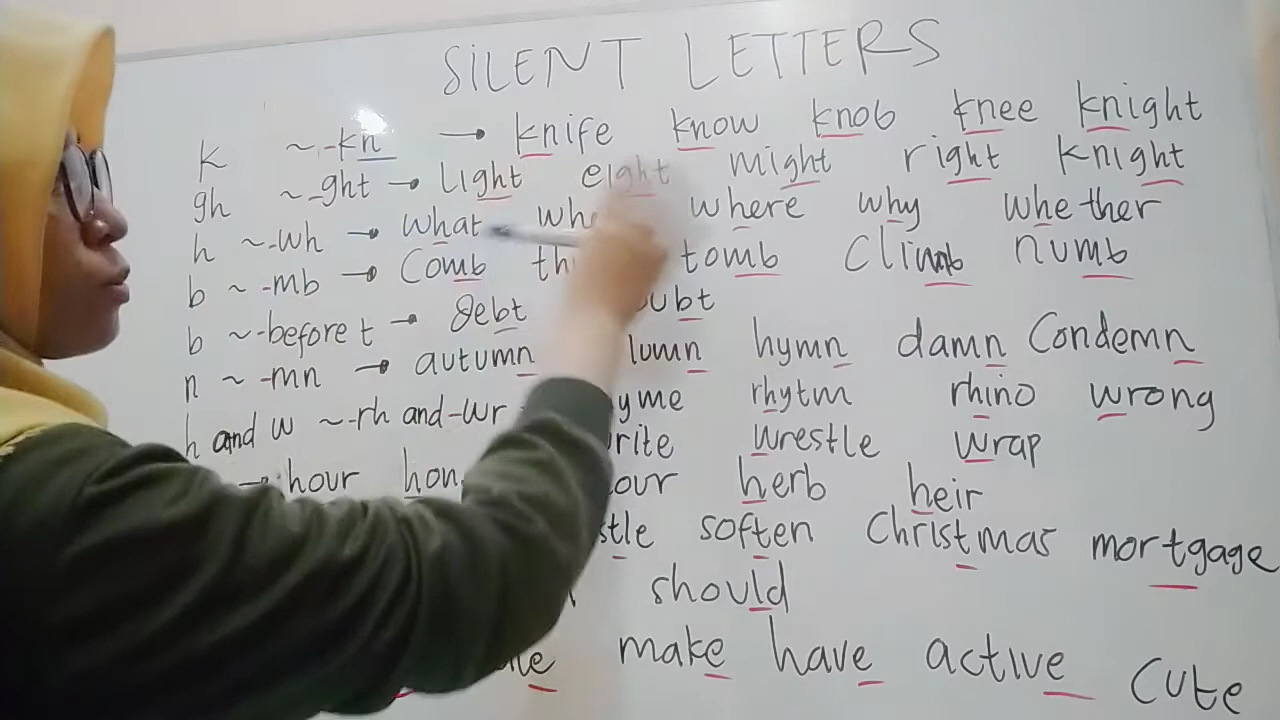 SILENT LETTERS
k ~-kn → knife know knob knee knight
gh ~-ght → Light eight might right knight
h ~-wh → what where why whether
b ~ -mb → Comb tomb Climb numb
b ~-before t → debt
n ~ -mn → autumn hymn damn Condemn
h and w ~-rh and -wr rhytm rhino wrong
wrestle wrap
→ hour herb heir
soften Christmas mortgage
should
make have active cute